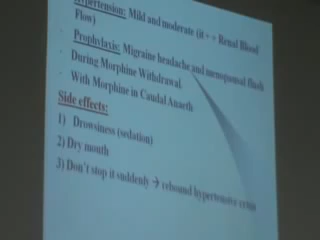 Hypertension: Mild and moderate (it ++ Renal Blood
Flow)
Prophylaxis: Migraine headache and menopausal flush
During Morphine Withdrawal
With Morphine in Caudal Anaeth
Side effects:
1) Drowsiness (sedation)
2) Dry mouth
3) Don't stop it suddenly → rebound hypertensive crisis